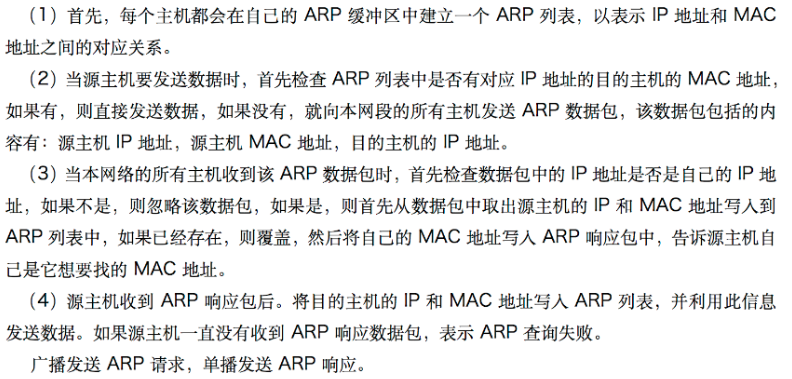 （1）首先，每个主机都会在自己的 ARP 缓冲区中建立一个 ARP 列表，以表示 IP 地址和 MAC
地址之间的对应关系。
（2）当源主机要发送数据时，首先检查 ARP 列表中是否有对应 IP 地址的目的主机的 MAC 地址，
如果有，则直接发送数据，如果没有，就向本网段的所有主机发送 ARP 数据包，该数据包包括的内
容有：源主机 IP 地址，源主机 MAC 地址，目的主机的 IP 地址。
（3）当本网络的所有主机收到该 ARP 数据包时，首先检查数据包中的 IP 地址是否是自己的 IP 地
址，如果不是，则忽略该数据包，如果是，则首先从数据包中取出源主机的 IP 和 MAC 地址写入到
ARP 列表中，如果已经存在，则覆盖，然后将自己的 MAC 地址写入 ARP 响应包中，告诉源主机自
己是它想要找的 MAC 地址。
（4）源主机收到 ARP 响应包后。将目的主机的 IP 和 MAC 地址写入 ARP 列表，并利用此信息
发送数据。如果源主机一直没有收到 ARP 响应数据包，表示 ARP 查询失败。
广播发送 ARP 请求，单播发送 ARP 响应。